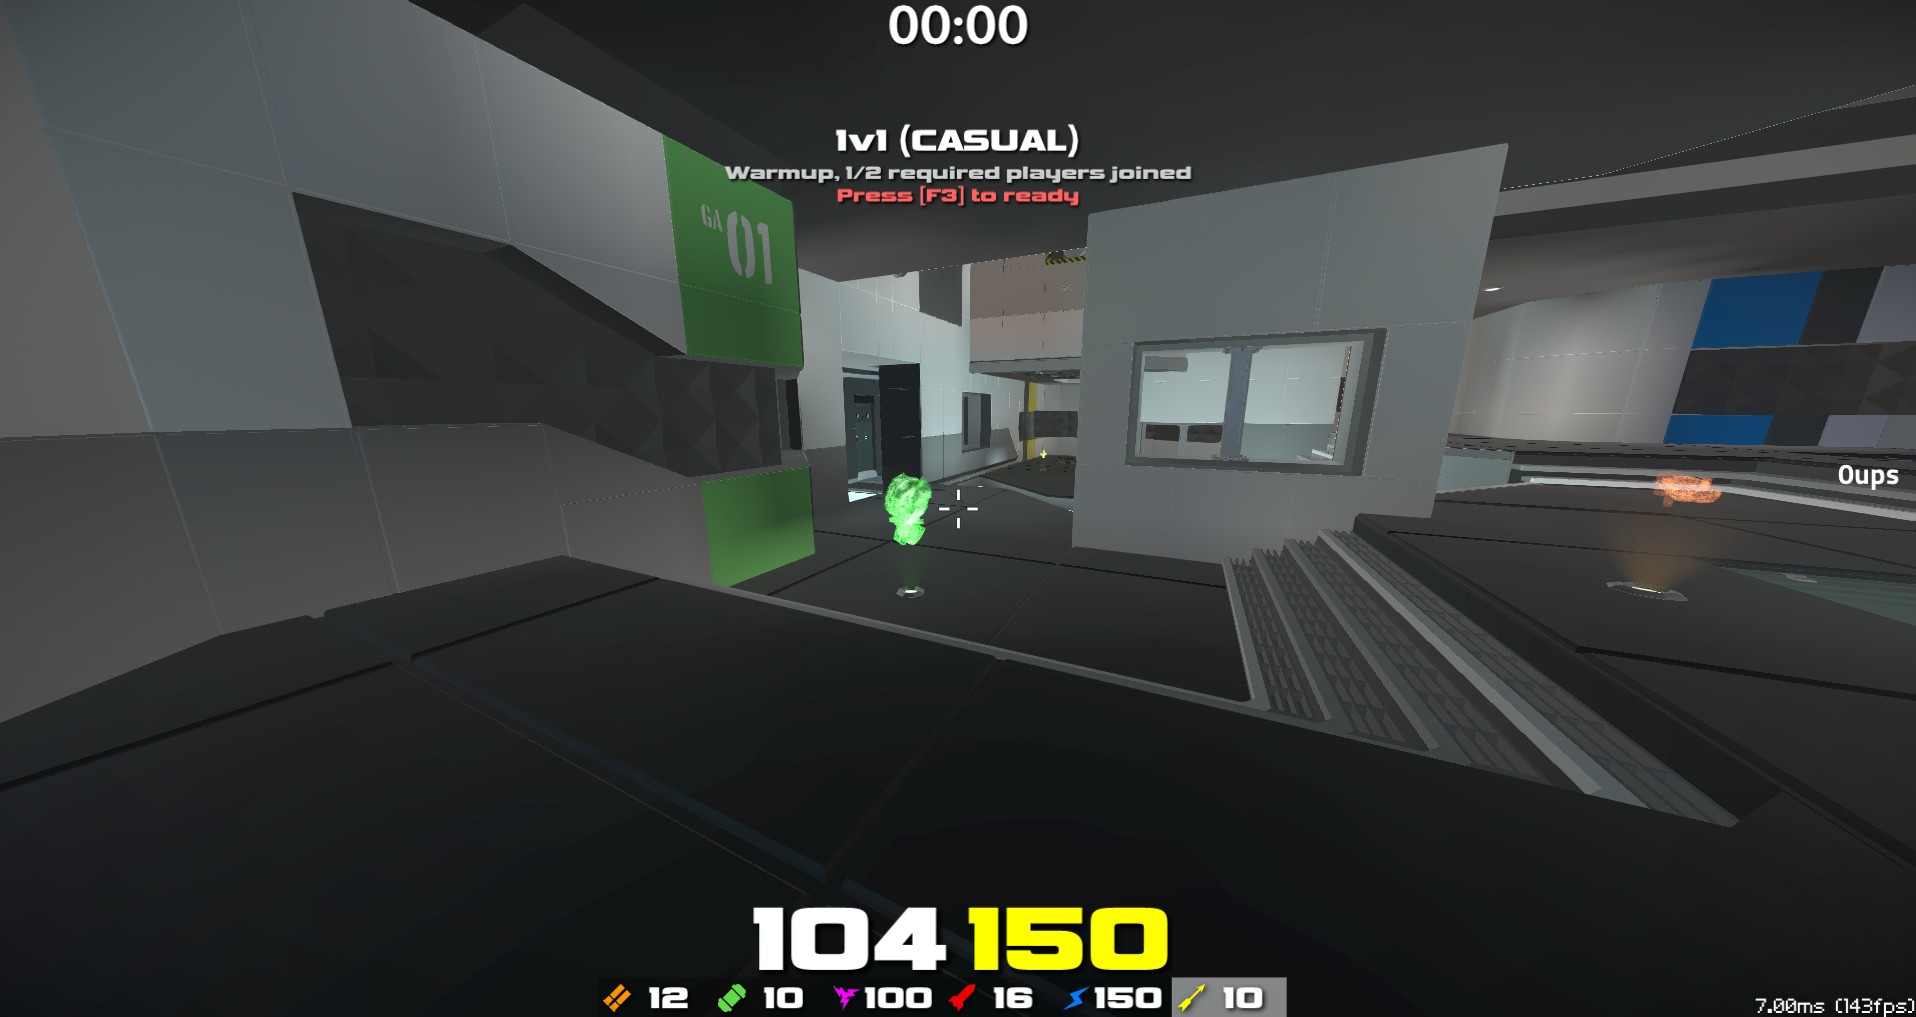 00:00
1v1 (CASUAL)
Warmup, 1/2 required players joined
Press [F3] to ready
GA 01
Oups
104 150
12 10 100 16 150 10
7.00ms (143fps)